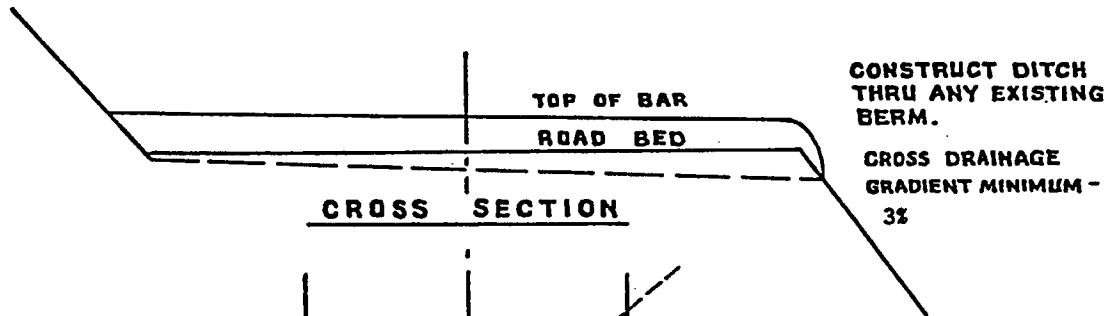 CONSTRUCT DITCH
THRU ANY EXISTING
BERM.
TOP OF BAR
ROAD BED
CROSS DRAINAGE
GRADIENT MINIMUM -
3%
CROSS SECTION